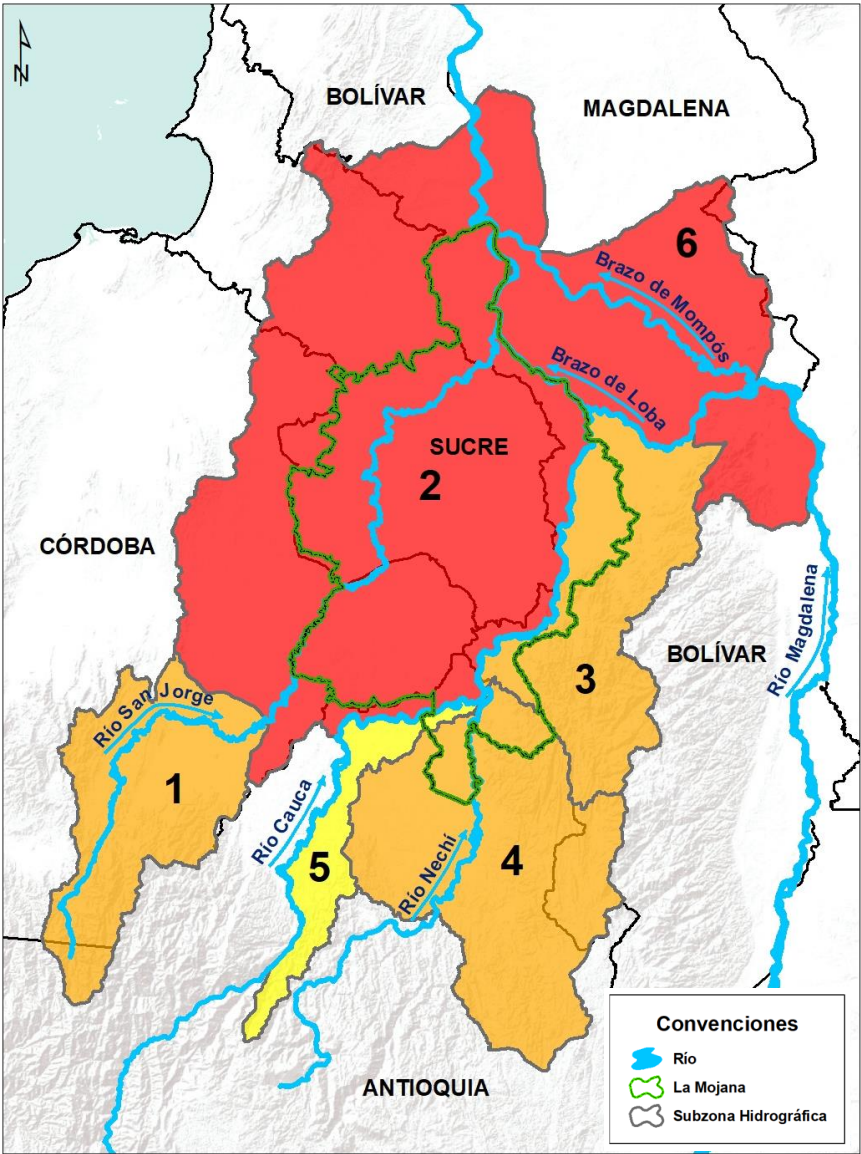 N
BOLÍVAR
MAGDALENA
6
Brazo de Mompós
Brazo de Loba
SUCRE
2
CÓRDOBA
Río Magdalena
BOLÍVAR
3
Río San Jorge
1
Río Cauca
5
Río Nechí
4
ANTIOQUIA
Convenciones
Río
La Mojana
Subzona Hidrográfica